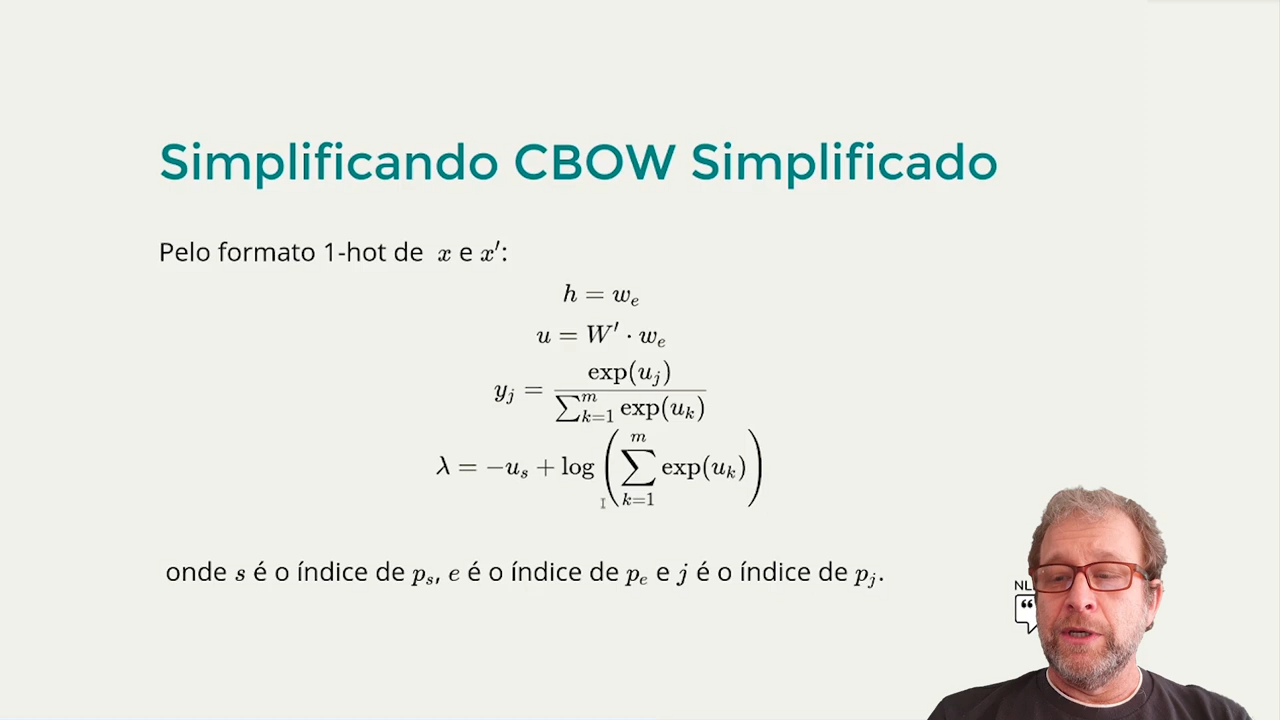 Simplificando CBOW Simplificado
Pelo formato 1-hot de x e x′:
h = w_e
u = W′ · w_e
y_j = exp(u_j) / ∑_{k=1}^{m} exp(u_k)
λ = −u_s + log(∑_{k=1}^{m} exp(u_k))
onde s é o índice de p_s, e é o índice de p_e e j é o índice de p_j.